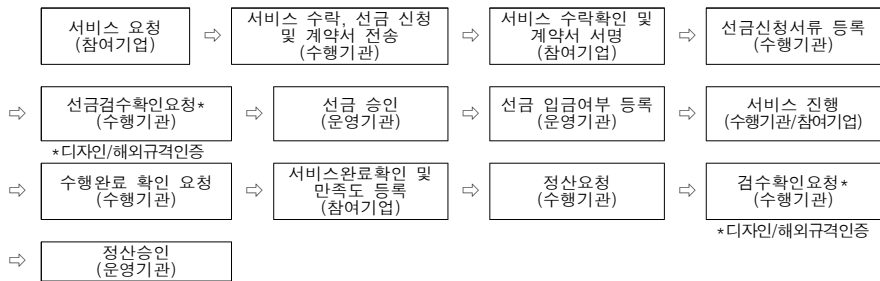 서비스 요청
(참여기업)
⇨
서비스 수락, 선금 신청
및 계약서 전송
(수행기관)
⇨
서비스 수락확인 및
계약서 서명
(참여기업)
⇨
선금신청서류 등록
(수행기관)
⇨
선금검수확인요청*
(수행기관)
*디자인/해외규격인증
⇨
선금 승인
(운영기관)
⇨
선금 입금여부 등록
(운영기관)
⇨
서비스 진행
(수행기관/참여기업)
⇨
수행완료 확인 요청
(수행기관)
⇨
서비스완료확인 및
만족도 등록
(참여기업)
⇨
정산요청
(수행기관)
⇨
검수확인요청*
(수행기관)
*디자인/해외규격인증
⇨
정산승인
(운영기관)